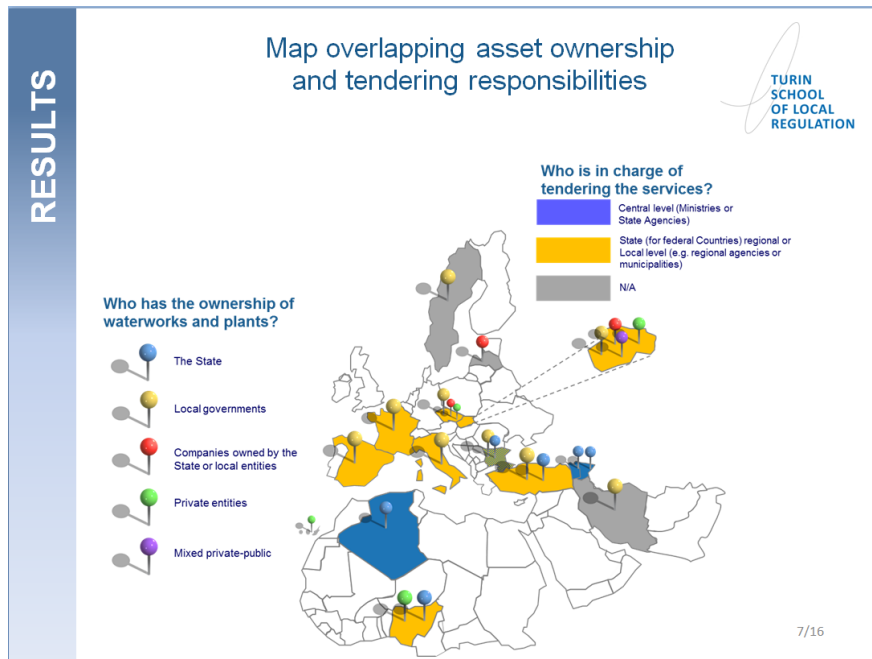 RESULTS
Map overlapping asset ownership
and tendering responsibilities
TURIN
SCHOOL
OF LOCAL
REGULATION
Who is in charge of
tendering the services?
Central level (Ministries or
State Agencies)
State (for federal Countries) regional or
Local level (e.g. regional agencies or
municipalities)
N/A
Who has the ownership of
waterworks and plants?
The State
Local governments
Companies owned by the
State or local entities
Private entities
Mixed private-public
7/16